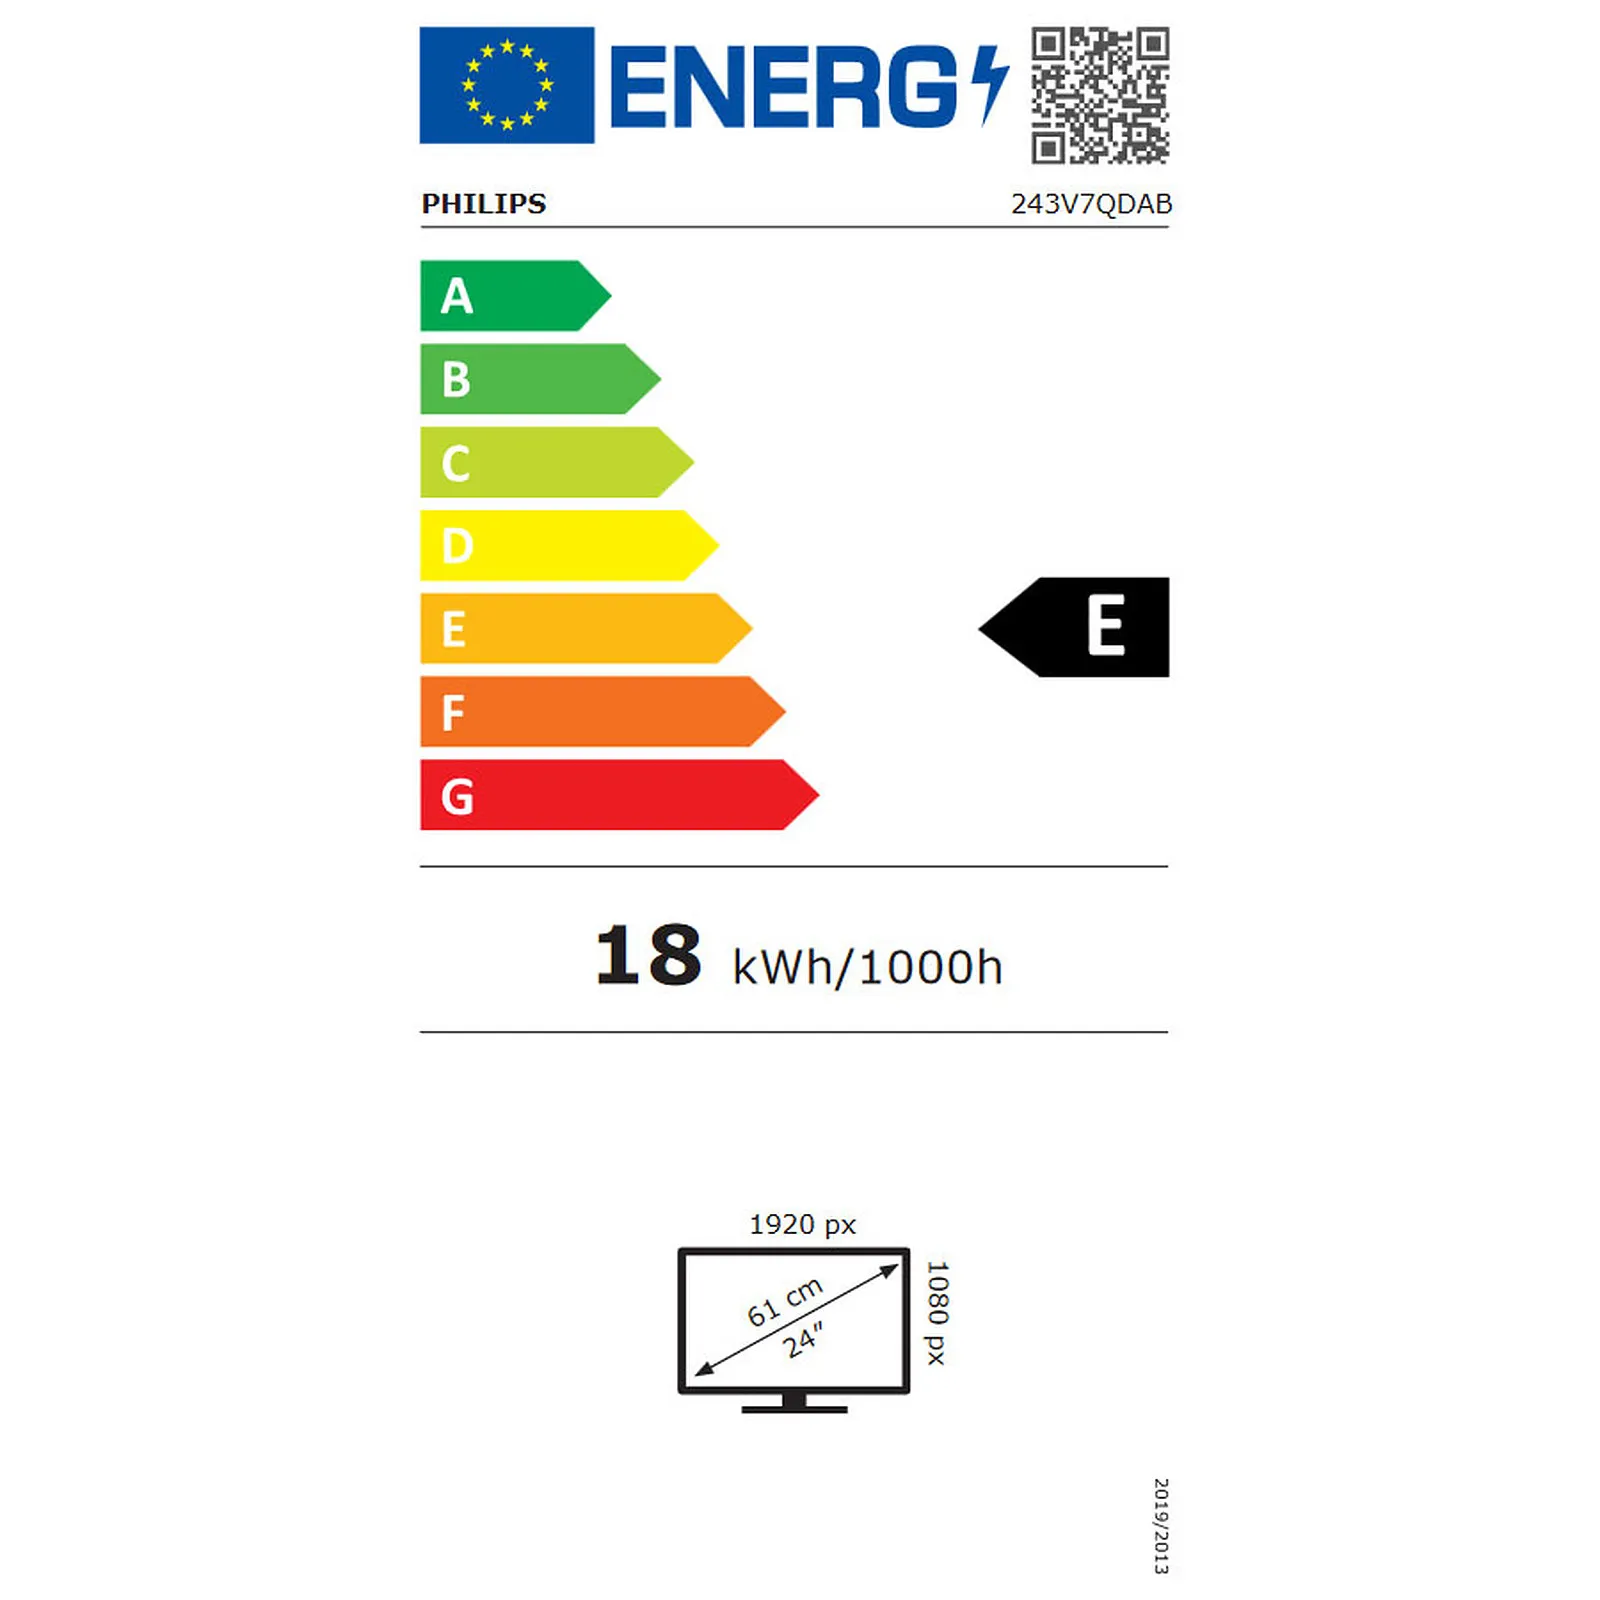 ENERG
PHILIPS 243V7QDAB
A
B
C
D
E
E
F
G
18 kWh/1000h
1920 px
1080 px
61 cm
24"
2019/2013